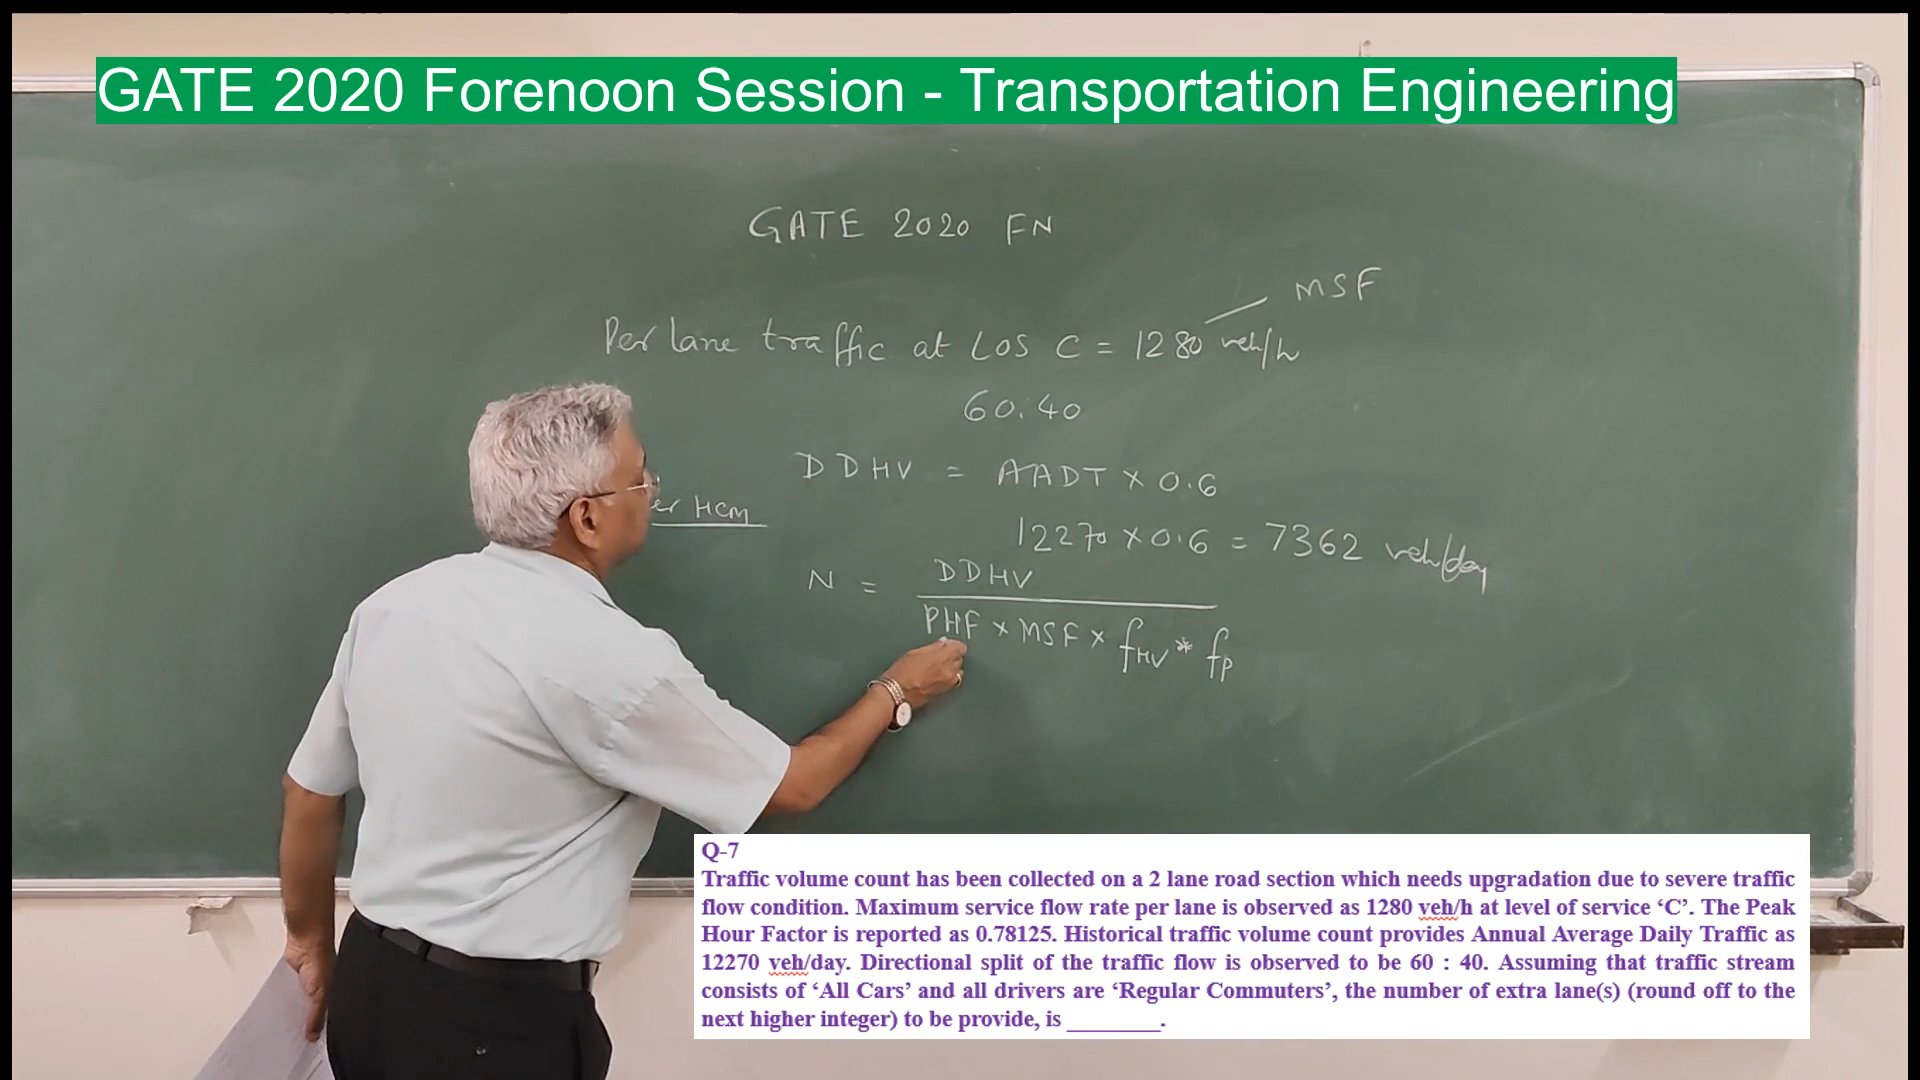 GATE 2020 Forenoon Session - Transportation Engineering
GATE 2020 FN
MSF
Per lane traffic at LOS C = 1280 veh/h
60:40
DDHV = AADT × 0.6
er HCM
12270 × 0.6 = 7362 veh/day
N = DDHV
PHF × MSF × fHV * fp
Q-7
Traffic volume count has been collected on a 2 lane road section which needs upgradation due to severe traffic
flow condition. Maximum service flow rate per lane is observed as 1280 veh/h at level of service ‘C’. The Peak
Hour Factor is reported as 0.78125. Historical traffic volume count provides Annual Average Daily Traffic as
12270 veh/day. Directional split of the traffic flow is observed to be 60 : 40. Assuming that traffic stream
consists of ‘All Cars’ and all drivers are ‘Regular Commuters’, the number of extra lane(s) (round off to the
next higher integer) to be provide, is ________.